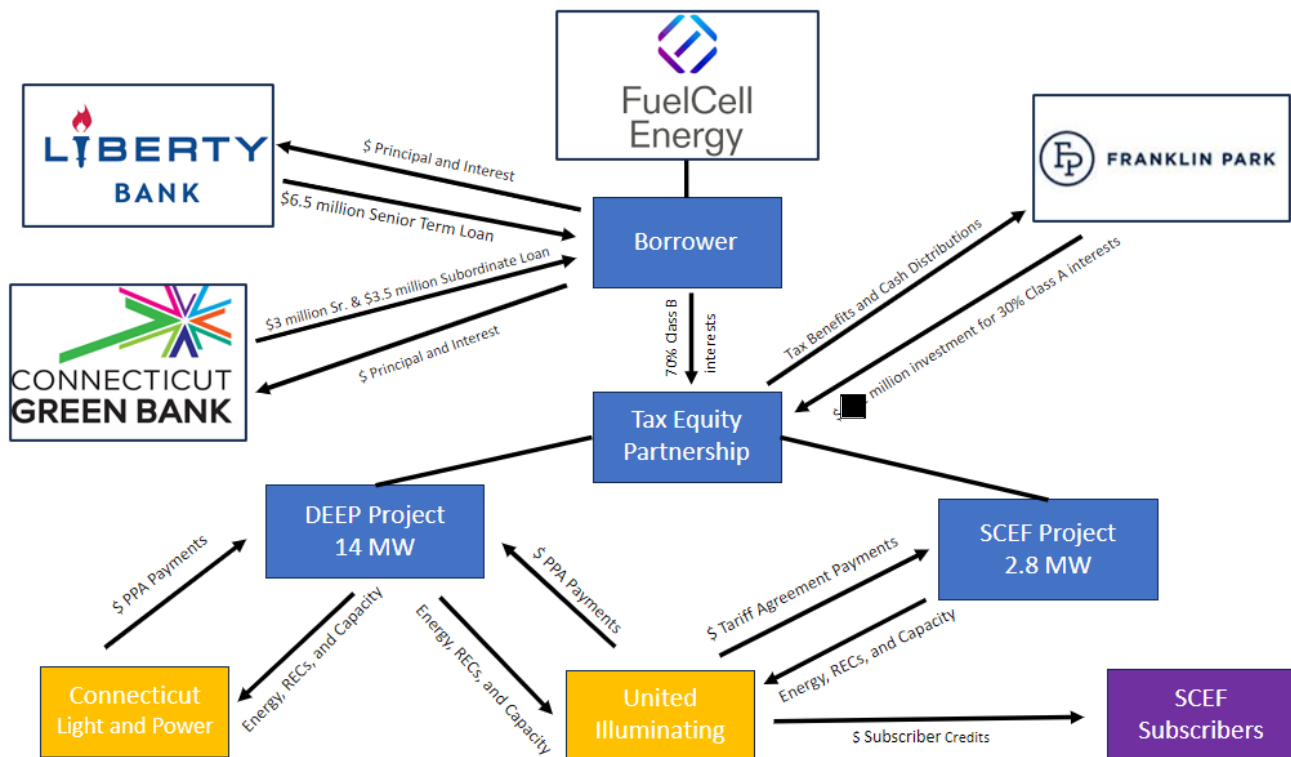 FuelCell
Energy
LIBERTY
BANK
FP
FRANKLIN PARK
$ Principal and Interest
$6.5 million Senior Term Loan
Borrower
$3 million Sr. & $3.5 million Subordinate Loan
CONNECTICUT
GREEN BANK
$ Principal and Interest
70% Class B
interests
Tax Benefits and Cash Distributions
$ million investment for 30% Class A interests
Tax Equity
Partnership
DEEP Project
14 MW
SCEF Project
2.8 MW
$ PPA Payments
Energy, RECs, and Capacity
Energy, RECs, and Capacity
$ PPA Payments
$ Tariff Agreement Payments
Energy, RECs, and Capacity
Connecticut
Light and Power
United
Illuminating
$ Subscriber Credits
SCEF
Subscribers